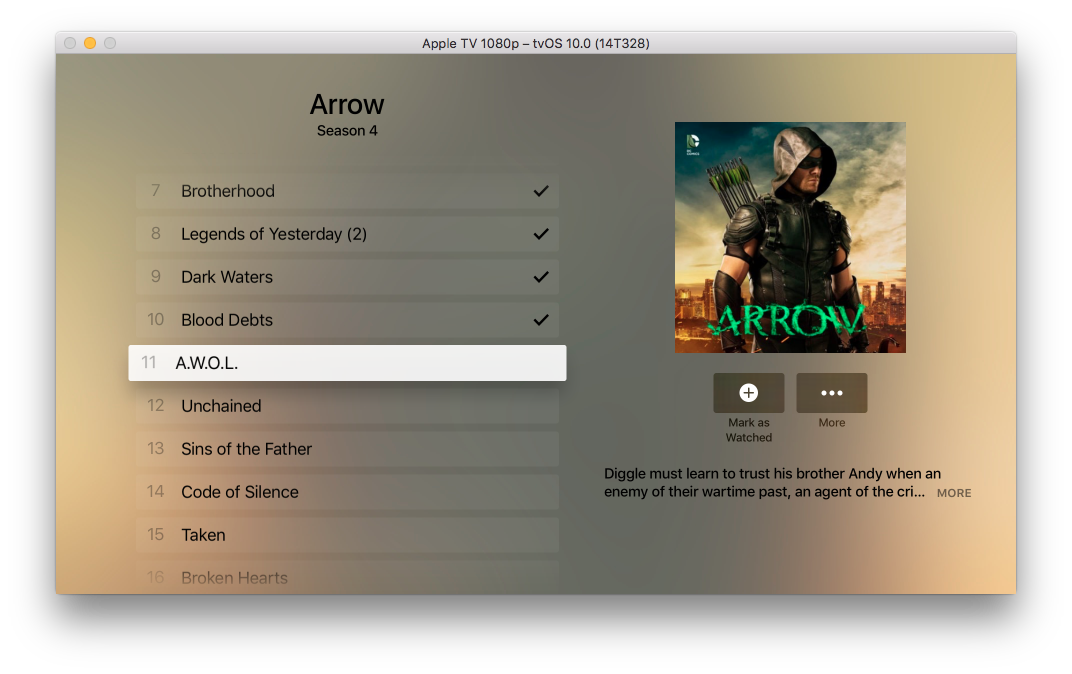 Apple TV 1080p – tvOS 10.0 (14T328)
Arrow
Season 4
7 Brotherhood
8 Legends of Yesterday (2)
9 Dark Waters
10 Blood Debts
11 A.W.O.L.
12 Unchained
13 Sins of the Father
14 Code of Silence
15 Taken
16 Broken Hearts
ARROW
Mark as
Watched
More
Diggle must learn to trust his brother Andy when an
enemy of their wartime past, an agent of the cri... MORE